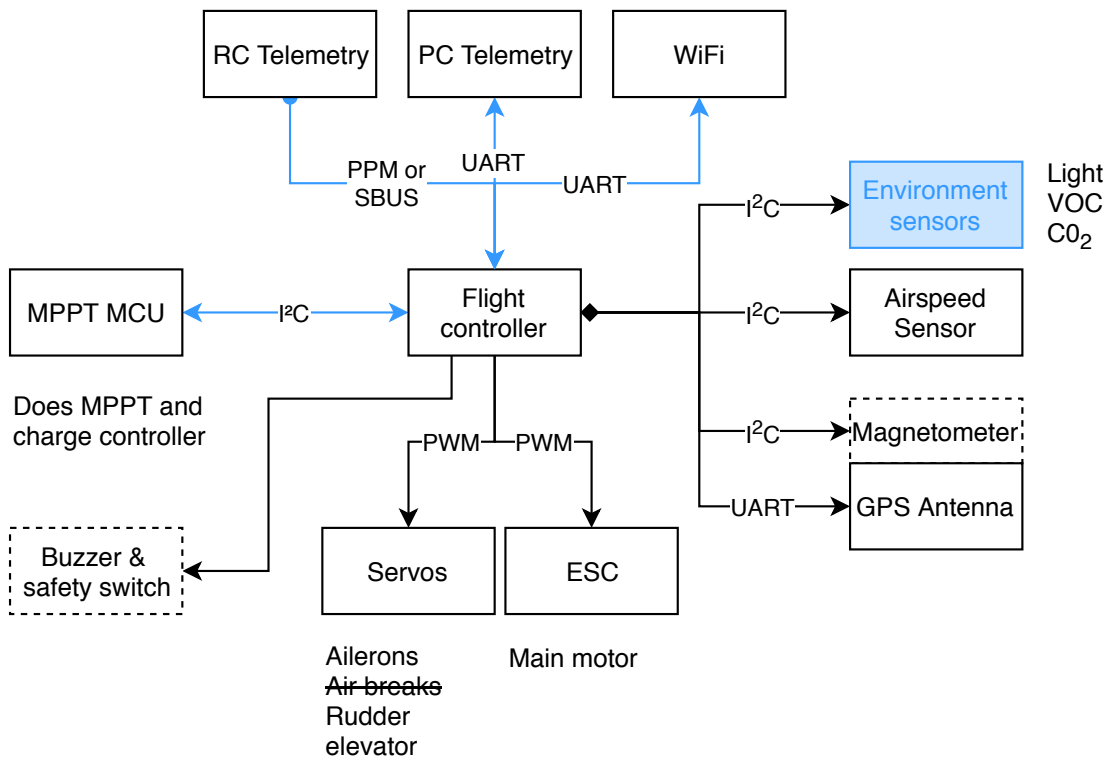 RC Telemetry
PC Telemetry
WiFi
PPM or
SBUS
UART
UART
I²C
Environment
sensors
Light
VOC
C0₂
MPPT MCU
I²C
Flight
controller
I²C
Airspeed
Sensor
Does MPPT and
charge controller
I²C
Magnetometer
PWM
PWM
UART
GPS Antenna
Buzzer &
safety switch
Servos
ESC
Ailerons
Air breaks
Rudder
elevator
Main motor